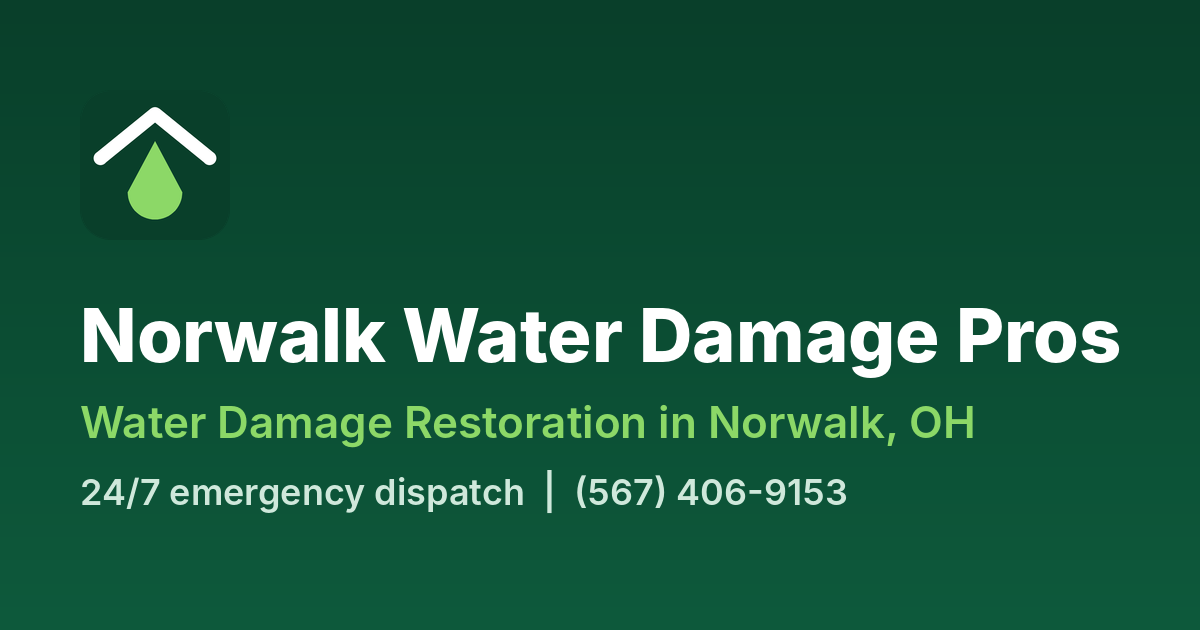 Norwalk Water Damage Pros
Water Damage Restoration in Norwalk, OH
24/7 emergency dispatch | (567) 406-9153